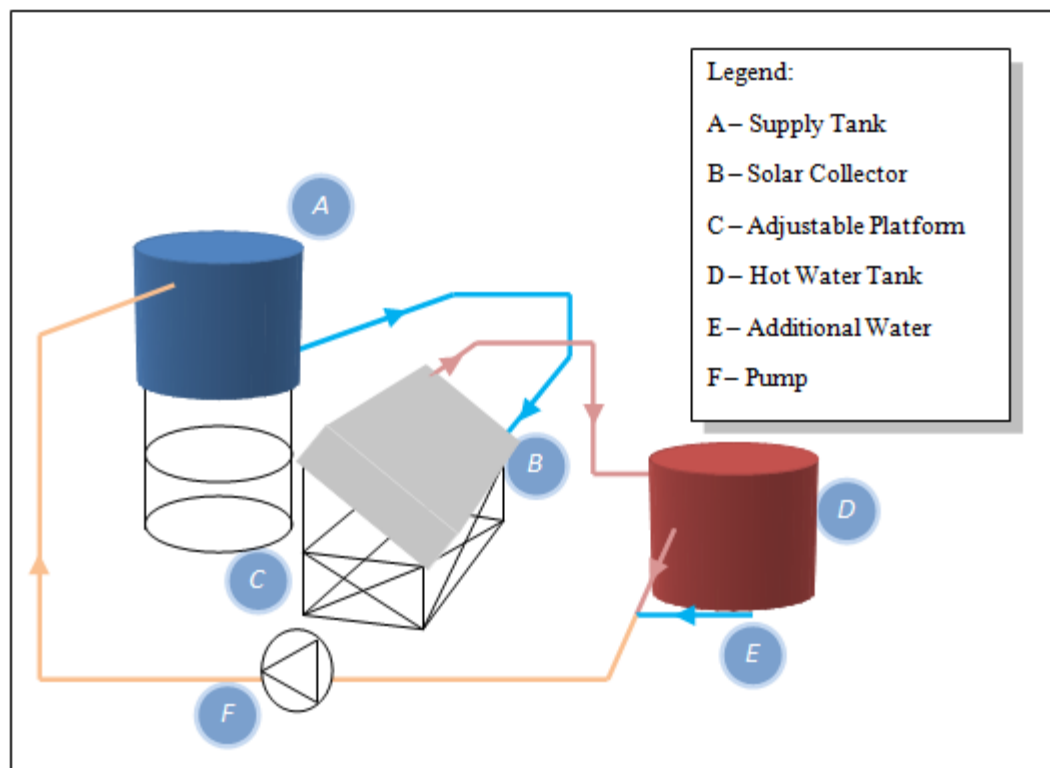 Legend:
A – Supply Tank
B – Solar Collector
C – Adjustable Platform
D – Hot Water Tank
E – Additional Water
F – Pump
A
B
D
C
E
F